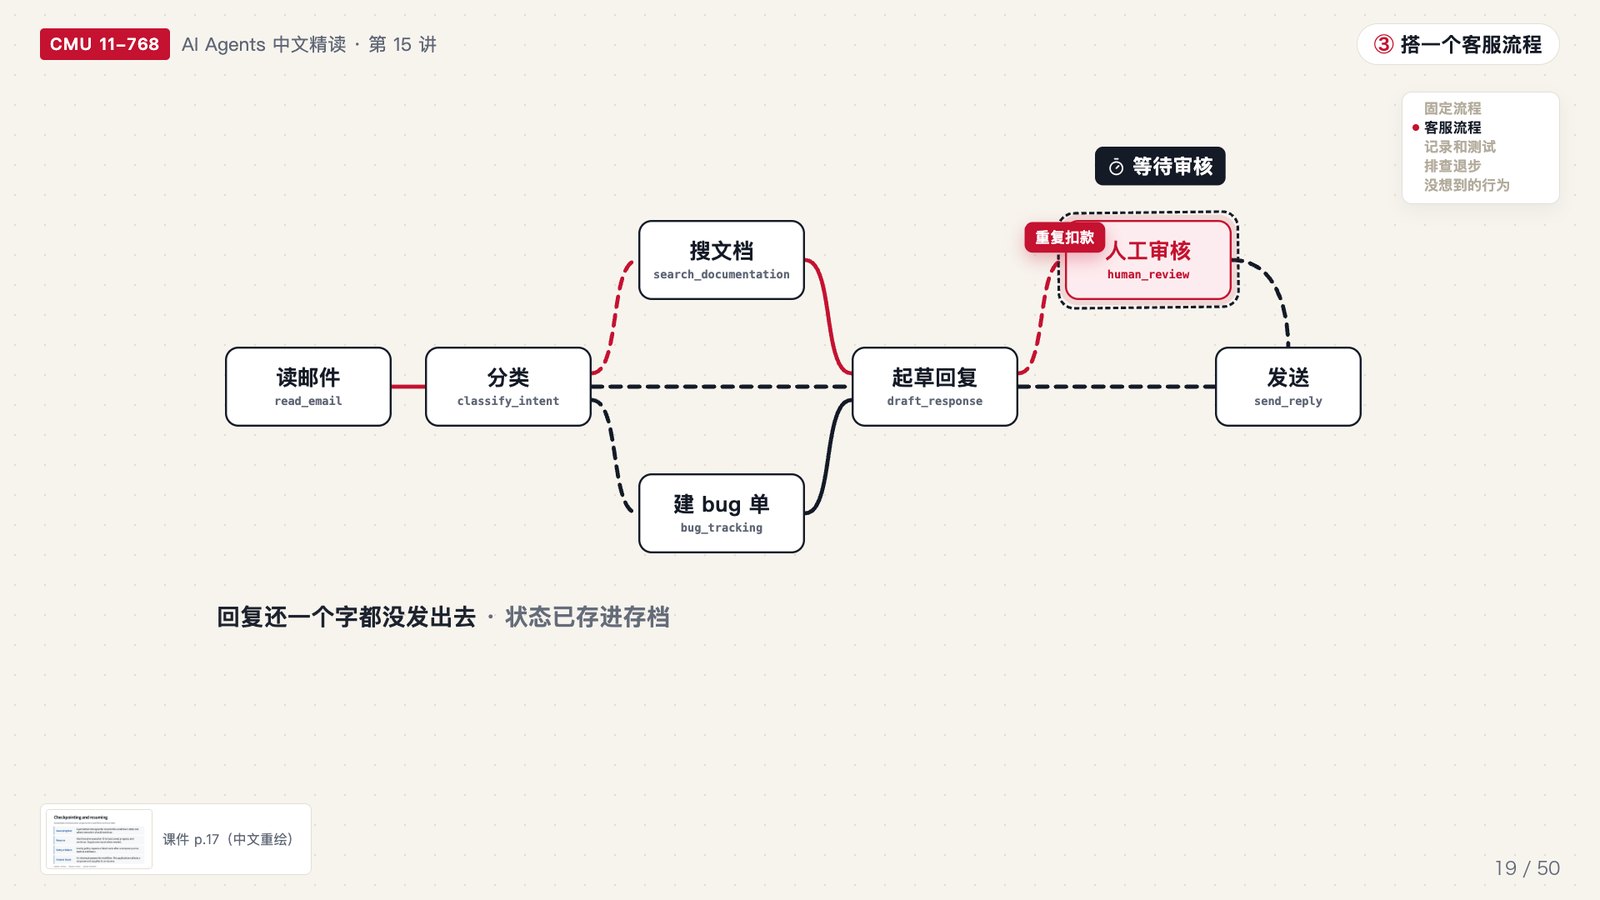 CMU 11-768
AI Agents 中文精读 · 第 15 讲
③ 搭一个客服流程
固定流程
客服流程
记录和测试
排查退步
没想到的行为
等待审核
搜文档
search_documentation
重复扣款
人工审核
human_review
读邮件
read_email
分类
classify_intent
起草回复
draft_response
发送
send_reply
建 bug 单
bug_tracking
回复还一个字都没发出去 · 状态已存进存档
Checkpointing and resuming
课件 p.17（中文重绘）
19 / 50